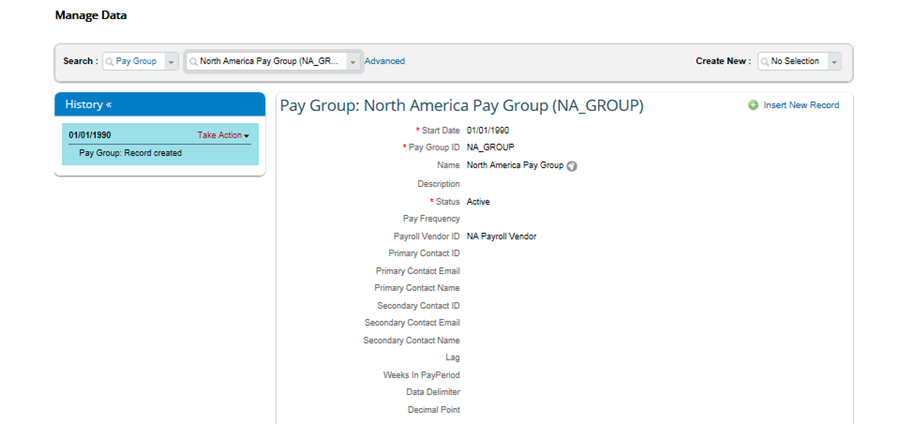 Manage Data
Search : Pay Group North America Pay Group (NA_GR... Advanced Create New : No Selection
History «
01/01/1990 Take Action
Pay Group: Record created
Pay Group: North America Pay Group (NA_GROUP) Insert New Record
* Start Date 01/01/1990
* Pay Group ID NA_GROUP
Name North America Pay Group
Description
* Status Active
Pay Frequency
Payroll Vendor ID NA Payroll Vendor
Primary Contact ID
Primary Contact Email
Primary Contact Name
Secondary Contact ID
Secondary Contact Email
Secondary Contact Name
Lag
Weeks In PayPeriod
Data Delimiter
Decimal Point